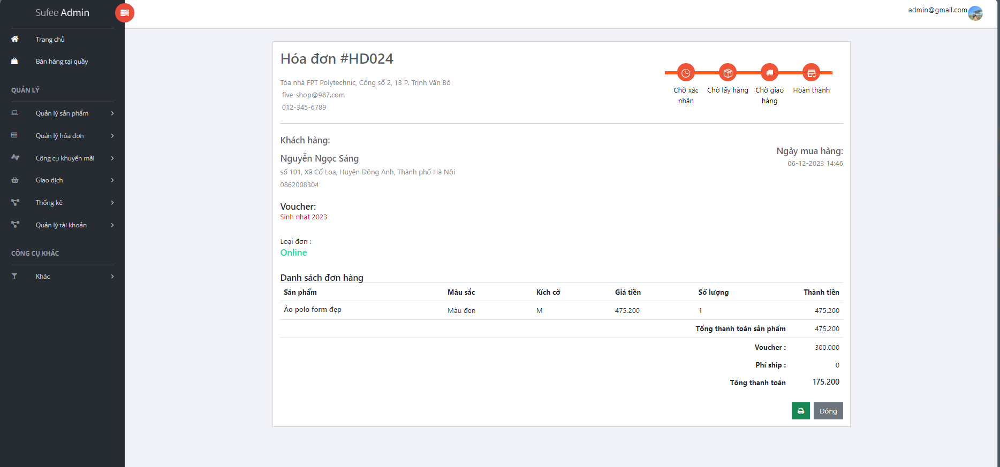 Sufee Admin
admin@gmail.com
Trang chủ
Bán hàng tại quầy
QUẢN LÝ
Quản lý sản phẩm
Quản lý hóa đơn
Công cụ khuyến mãi
Giao dịch
Thống kê
Quản lý tài khoản
CÔNG CỤ KHÁC
Khác
Hóa đơn #HD024
Tòa nhà FPT Polytechnic, Cổng số 2, 13 P. Trịnh Văn Bô
five-shop@987.com
012-345-6789
Chờ xác nhận
Chờ lấy hàng
Chờ giao hàng
Hoàn thành
Khách hàng:
Nguyễn Ngọc Sáng
số 101, Xã Cổ Loa, Huyện Đông Anh, Thành phố Hà Nội
0862008304
Ngày mua hàng:
06-12-2023 14:46
Voucher:
Sinh nhat 2023
Loại đơn :
Online
Danh sách đơn hàng
Sản phẩm Màu sắc Kích cỡ Giá tiền Số lượng Thành tiền
Áo polo form đẹp Màu đen M 475.200 1 475.200
Tổng thanh toán sản phẩm 475.200
Voucher : 300.000
Phí ship : 0
Tổng thanh toán 175.200
Đóng